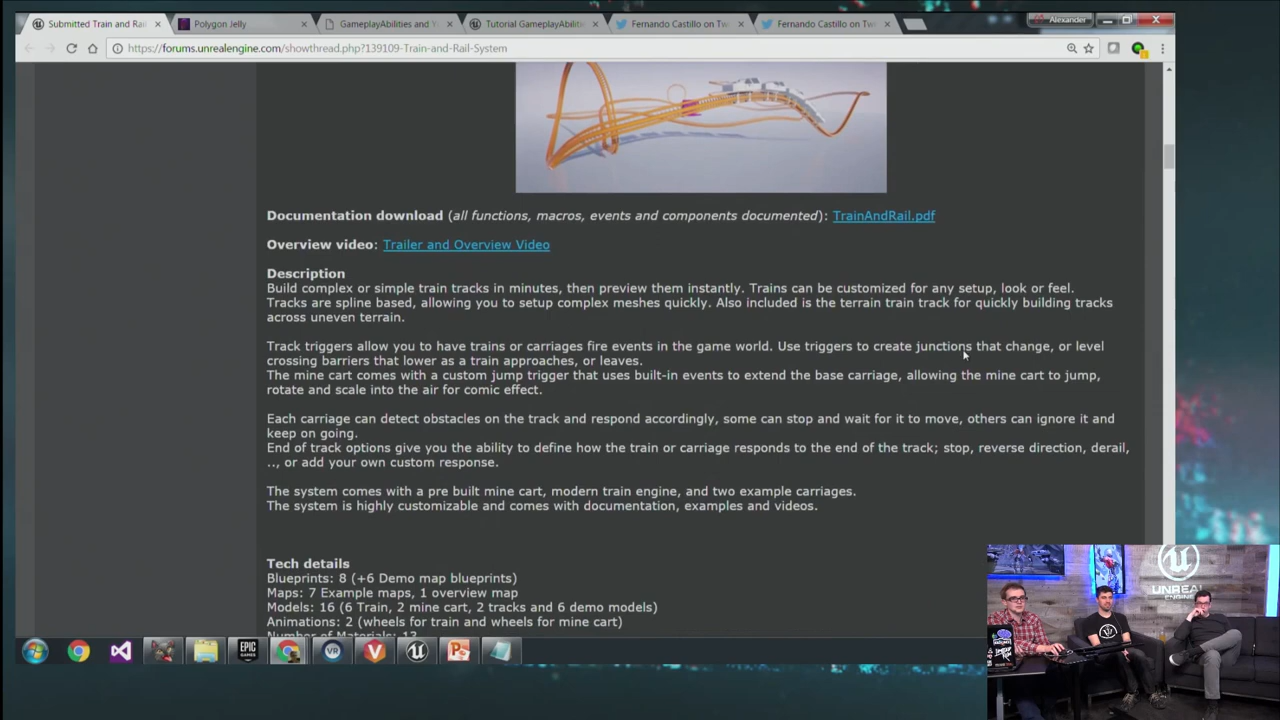 Submitted Train and Rail
Polygon Jelly
GameplayAbilities and Y
Tutorial GameplayAbiliti
Fernando Castillo on Tw
Fernando Castillo on Tw
Alexander
https://forums.unrealengine.com/showthread.php?139109-Train-and-Rail-System
Documentation download (all functions, macros, events and components documented): TrainAndRail.pdf
Overview video: Trailer and Overview Video
Description
Build complex or simple train tracks in minutes, then preview them instantly. Trains can be customized for any setup, look or feel.
Tracks are spline based, allowing you to setup complex meshes quickly. Also included is the terrain train track for quickly building tracks
across uneven terrain.
Track triggers allow you to have trains or carriages fire events in the game world. Use triggers to create junctions that change, or level
crossing barriers that lower as a train approaches, or leaves.
The mine cart comes with a custom jump trigger that uses built-in events to extend the base carriage, allowing the mine cart to jump,
rotate and scale into the air for comic effect.
Each carriage can detect obstacles on the track and respond accordingly, some can stop and wait for it to move, others can ignore it and
keep on going.
End of track options give you the ability to define how the train or carriage responds to the end of the track; stop, reverse direction, derail,
.., or add your own custom response.
The system comes with a pre built mine cart, modern train engine, and two example carriages.
The system is highly customizable and comes with documentation, examples and videos.
Tech details
Blueprints: 8 (+6 Demo map blueprints)
Maps: 7 Example maps, 1 overview map
Models: 16 (6 Train, 2 mine cart, 2 tracks and 6 demo models)
Animations: 2 (wheels for train and wheels for mine cart)
Number of Materials: 13
EPIC
GAMES
VR
UNREAL
ENGINE